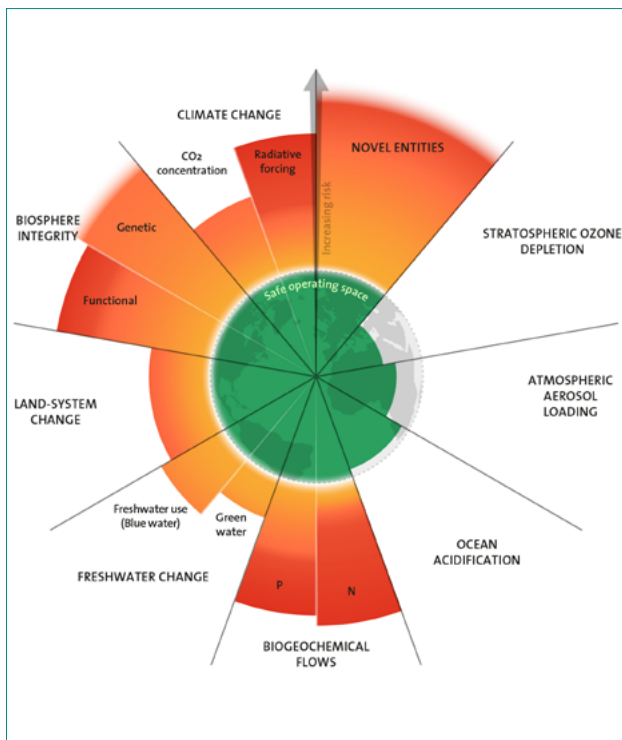 CLIMATE CHANGE
CO2
concentration
Radiative
forcing
NOVEL ENTITIES
Increasing risk
BIOSPHERE
INTEGRITY
Genetic
Functional
STRATOSPHERIC OZONE
DEPLETION
Safe operating space
ATMOSPHERIC
AEROSOL
LOADING
LAND-SYSTEM
CHANGE
Freshwater use
(Blue water)
Green
water
FRESHWATER CHANGE
OCEAN
ACIDIFICATION
P
N
BIOGEOCHEMICAL
FLOWS